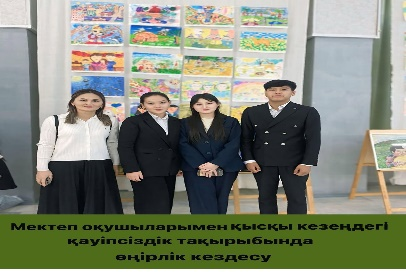 Мектеп оқушыларымен қысқы кезеңдегі
қауіпсіздік тақырыбында
өңірлік кездесу